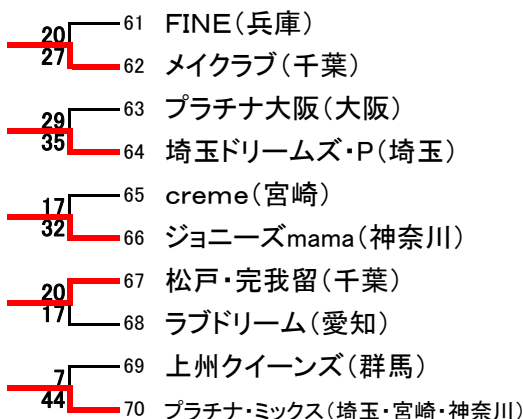 20 61 FINE(兵庫)
27 62 メイクラブ(千葉)
29 63 プラチナ大阪(大阪)
35 64 埼玉ドリームズ・P(埼玉)
17 65 creme(宮崎)
32 66 ジョニーズmama(神奈川)
20 67 松戸・完我留(千葉)
17 68 ラブドリーム(愛知)
7 69 上州クイーンズ(群馬)
44 70 プラチナ・ミックス(埼玉・宮崎・神奈川)